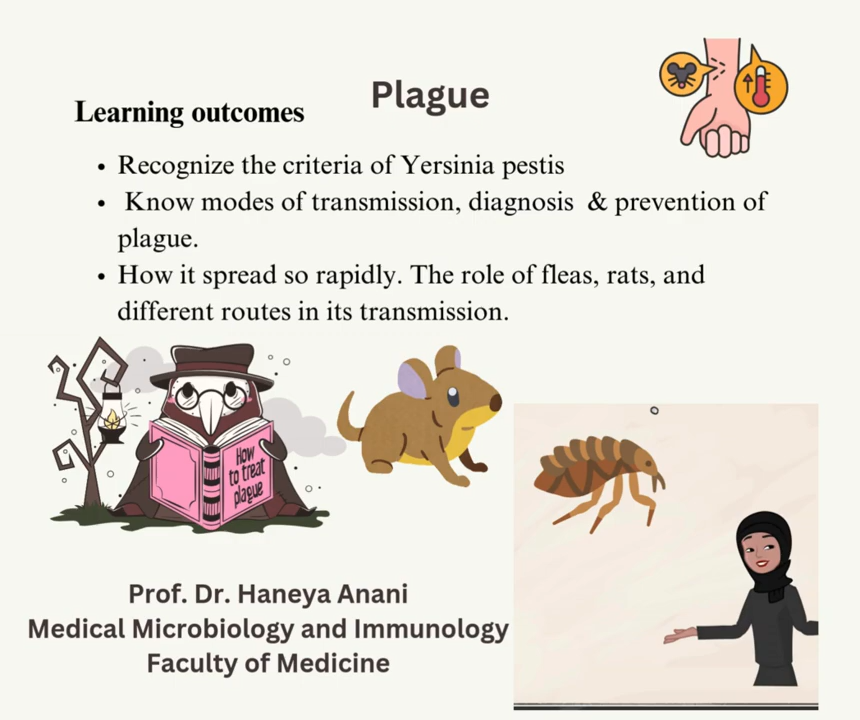 Plague
Learning outcomes
• Recognize the criteria of Yersinia pestis
• Know modes of transmission, diagnosis & prevention of
plague.
• How it spread so rapidly. The role of fleas, rats, and
different routes in its transmission.
How
to treat
plague
Prof. Dr. Haneya Anani
Medical Microbiology and Immunology
Faculty of Medicine